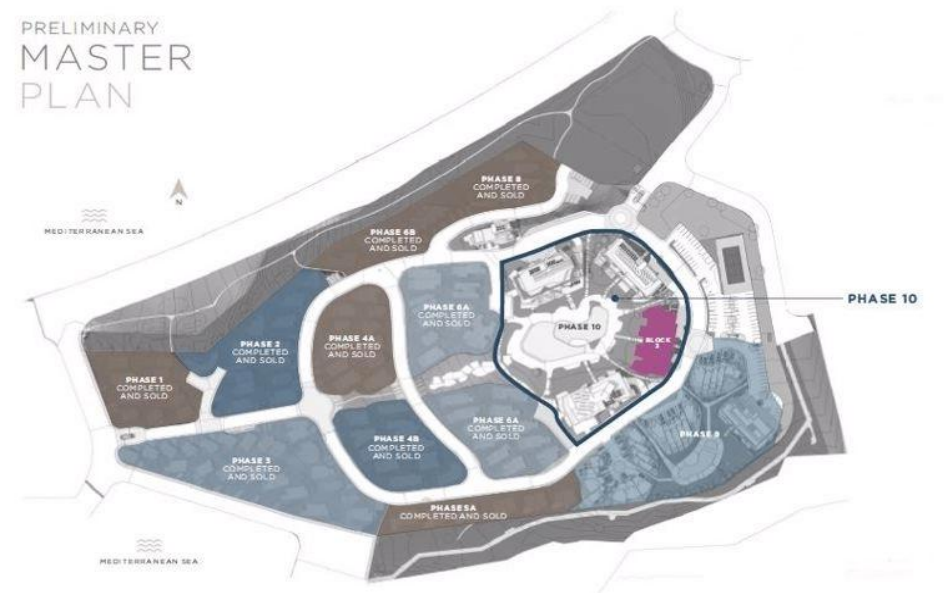 PRELIMINARY
MASTER
PLAN
N
MEDITERRANEAN SEA
PHASE 8
COMPLETED
AND SOLD
PHASE 6B
COMPLETED
AND SOLD
PHASE 6A
COMPLETED
AND SOLD
PHASE 10
PHASE 10
BLOCK
3
PHASE 2
COMPLETED
AND SOLD
PHASE 4A
COMPLETED
AND SOLD
PHASE 1
COMPLETED
AND SOLD
PHASE 6A
COMPLETED
AND SOLD
PHASE 9
PHASE 4B
COMPLETED
AND SOLD
PHASE 3
COMPLETED
AND SOLD
PHASE 5A
COMPLETED AND SOLD
MEDITERRANEAN SEA